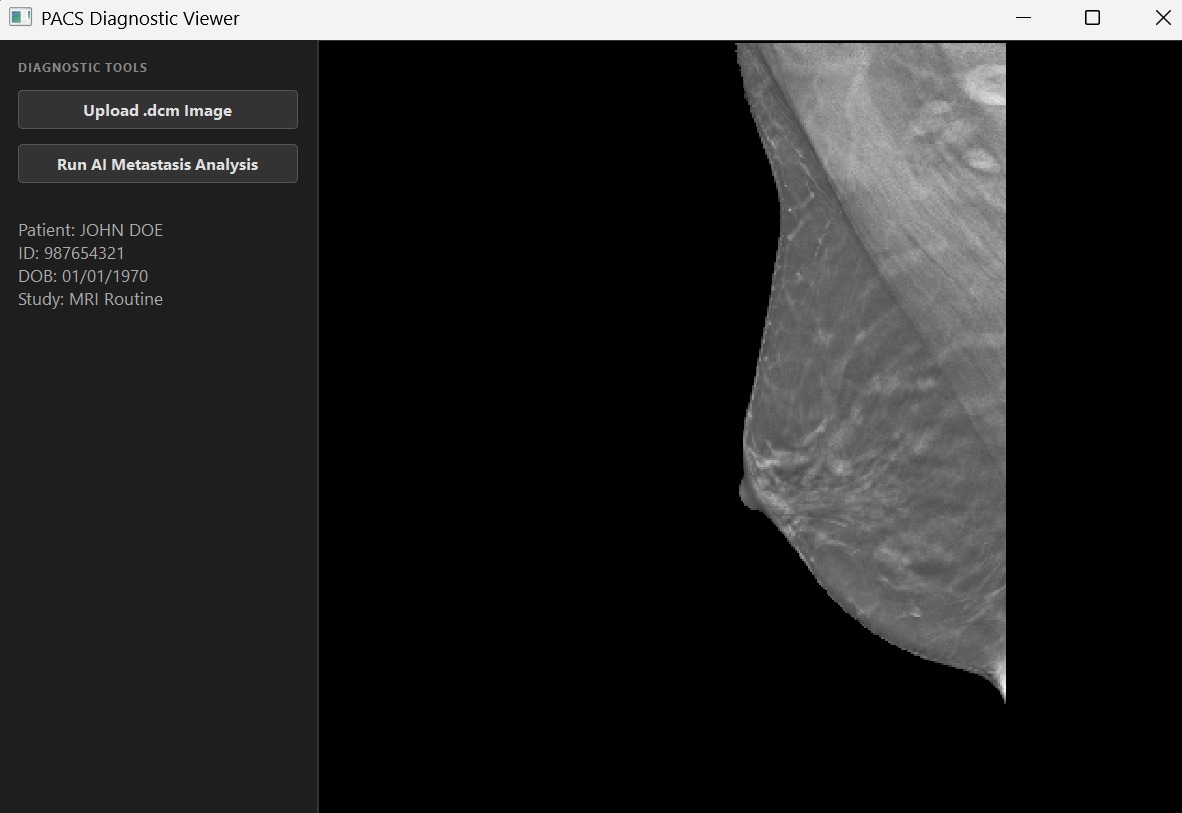 PACS Diagnostic Viewer
DIAGNOSTIC TOOLS
Upload .dcm Image
Run AI Metastasis Analysis
Patient: JOHN DOE
ID: 987654321
DOB: 01/01/1970
Study: MRI Routine